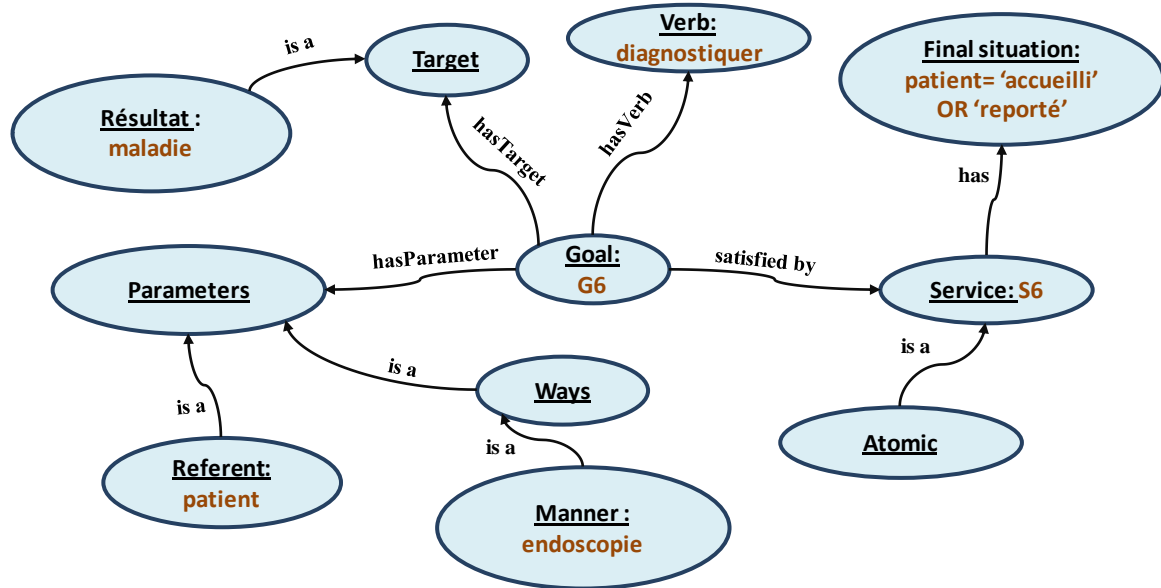 is a
Target
Verb:
diagnostiquer
Final situation:
patient= ‘accueilli’
OR ‘reporté’
Résultat :
maladie
hasTarget
hasVerb
has
hasParameter
Goal:
G6
satisfied by
Parameters
Service: S6
is a
is a
Ways
is a
is a
Atomic
Referent:
patient
Manner :
endoscopie